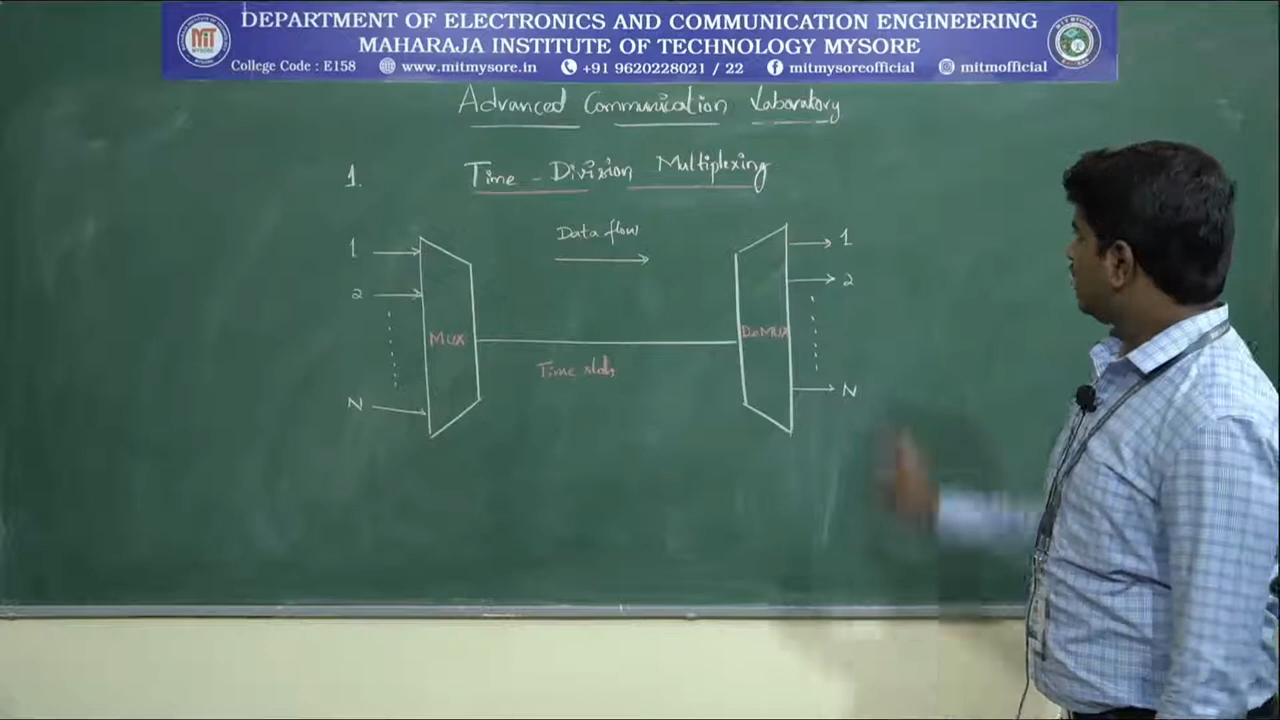 DEPARTMENT OF ELECTRONICS AND COMMUNICATION ENGINEERING
MAHARAJA INSTITUTE OF TECHNOLOGY MYSORE
College Code : E158 www.mitmysore.in +91 9620228021 / 22 mitmysoreofficial mitmofficial
MIT
MYSORE
Advanced Communication Laboratory
1. Time - Division Multiplexing
Data flow
1 1
2 2
MUX DeMUX
Time slots
N N